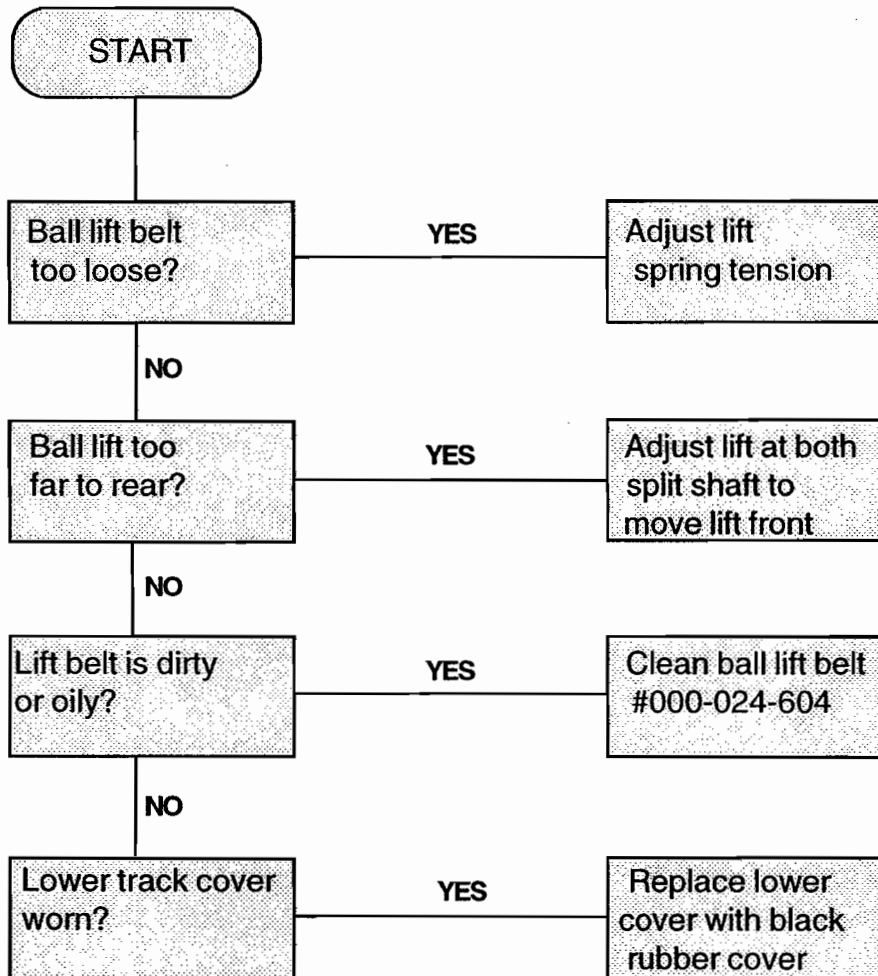 START
Ball lift belt
too loose?
YES
Adjust lift
spring tension
NO
Ball lift too
far to rear?
YES
Adjust lift at both
split shaft to
move lift front
NO
Lift belt is dirty
or oily?
YES
Clean ball lift belt
#000-024-604
NO
Lower track cover
worn?
YES
Replace lower
cover with black
rubber cover